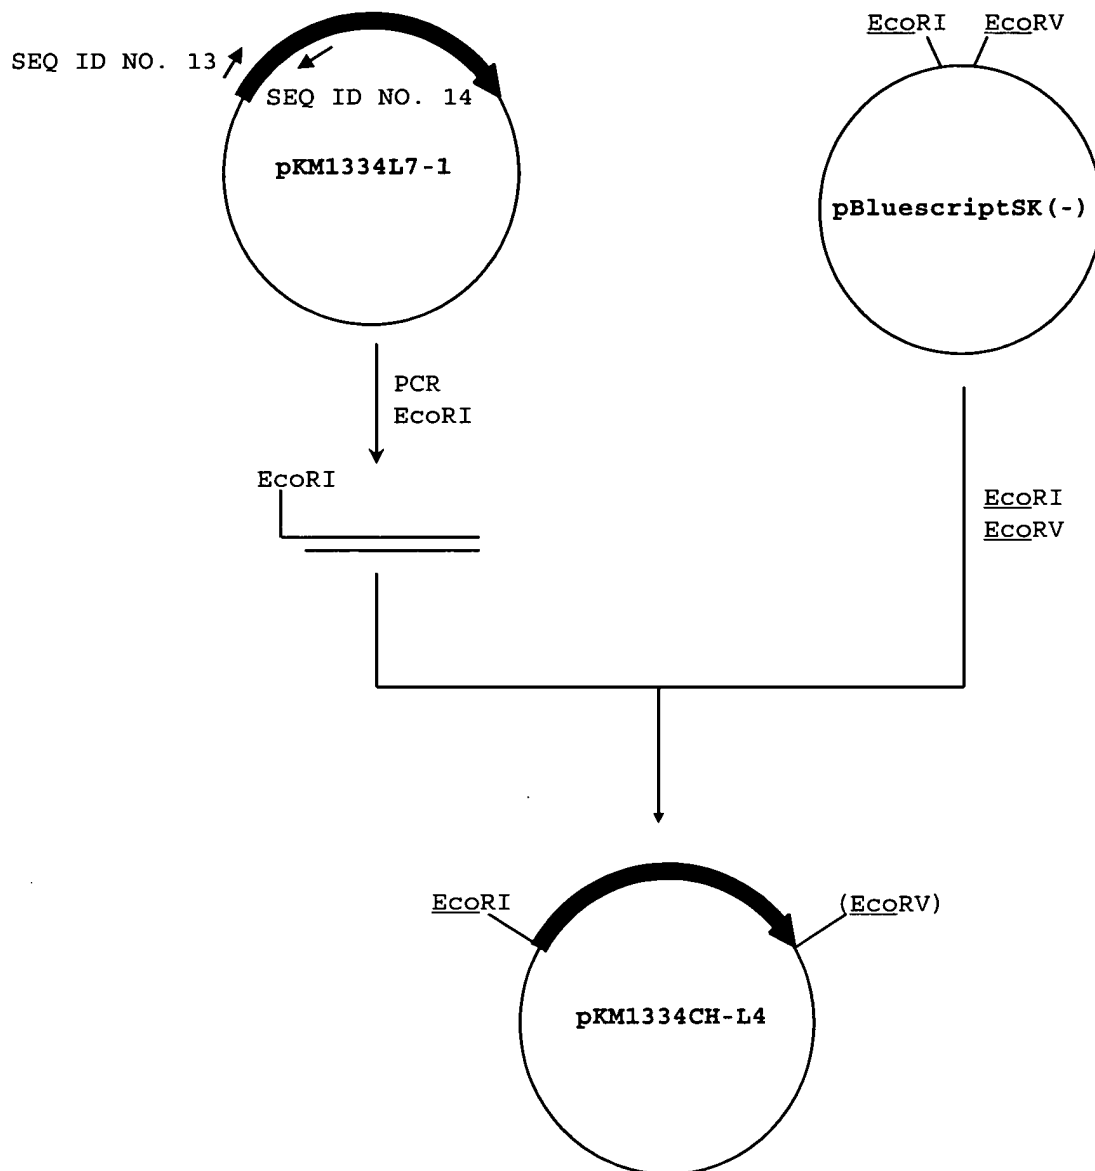 EcoRI EcoRV
SEQ ID NO. 13
SEQ ID NO. 14
pKM1334L7-1
pBluescriptSK(-)
PCR
EcoRI
EcoRI
EcoRI
EcoRV
EcoRI
(EcoRV)
pKM1334CH-L4